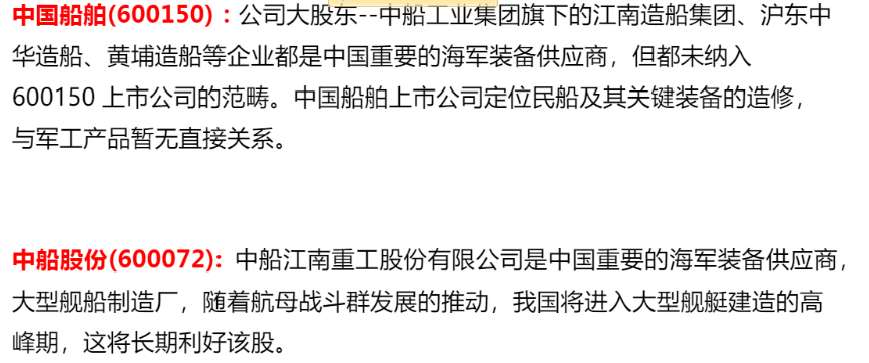 中国船舶(600150)：公司大股东--中船工业集团旗下的江南造船集团、沪东中
华造船、黄埔造船等企业都是中国重要的海军装备供应商，但都未纳入
600150 上市公司的范畴。中国船舶上市公司定位民船及其关键装备的造修，
与军工产品暂无直接关系。
中船股份(600072)：中船江南重工股份有限公司是中国重要的海军装备供应商，
大型舰船制造厂，随着航母战斗群发展的推动，我国将进入大型舰艇建造的高
峰期，这将长期利好该股。